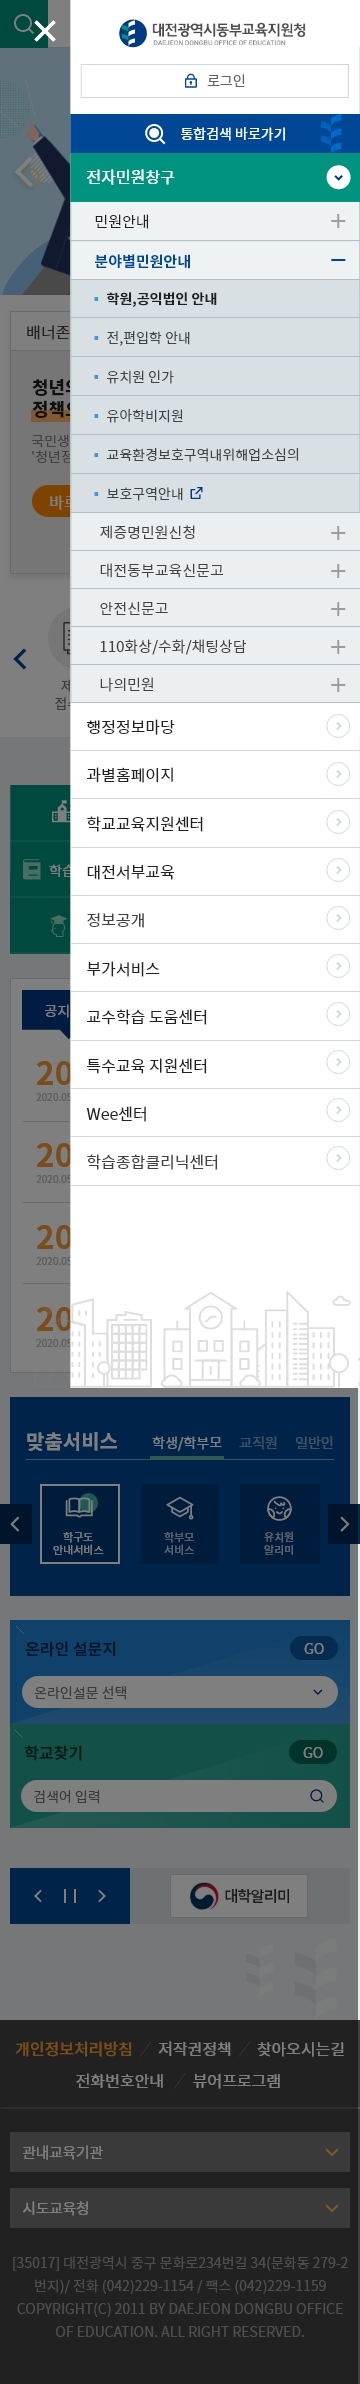 대전광역시동부교육지원청
DAEJEON DONGBU OFFICE OF EDUCATION
로그인
통합검색 바로가기
전자민원창구
민원안내
분야별민원안내
학원,공익법인 안내
전,편입학 안내
유치원 인가
유아학비지원
교육환경보호구역내위해업소심의
보호구역안내
제증명민원신청
대전동부교육신문고
안전신문고
110화상/수화/채팅상담
나의민원
행정정보마당
과별홈페이지
학교교육지원센터
대전서부교육
정보공개
부가서비스
교수학습 도움센터
특수교육 지원센터
Wee센터
학습종합클리닉센터
배너존
청년의
정책으
국민생
'청년정
바로
제
접수
학습
공지
20
2020.05
20
2020.05
20
2020.05
20
2020.05
맞춤서비스 학생/학부모 교직원 일반인
학구도
안내서비스
학부모
서비스
유치원
알리미
온라인 설문지 GO
온라인설문 선택
학교찾기 GO
검색어 입력
대학알리미
개인정보처리방침 저작권정책 찾아오시는길
전화번호안내 뷰어프로그램
관내교육기관
시도교육청
[35017] 대전광역시 중구 문화로234번길 34(문화동 279-2
번지)/ 전화 (042)229-1154 / 팩스 (042)229-1159
COPYRIGHT(C) 2011 BY DAEJEON DONGBU OFFICE
OF EDUCATION. ALL RIGHT RESERVED.